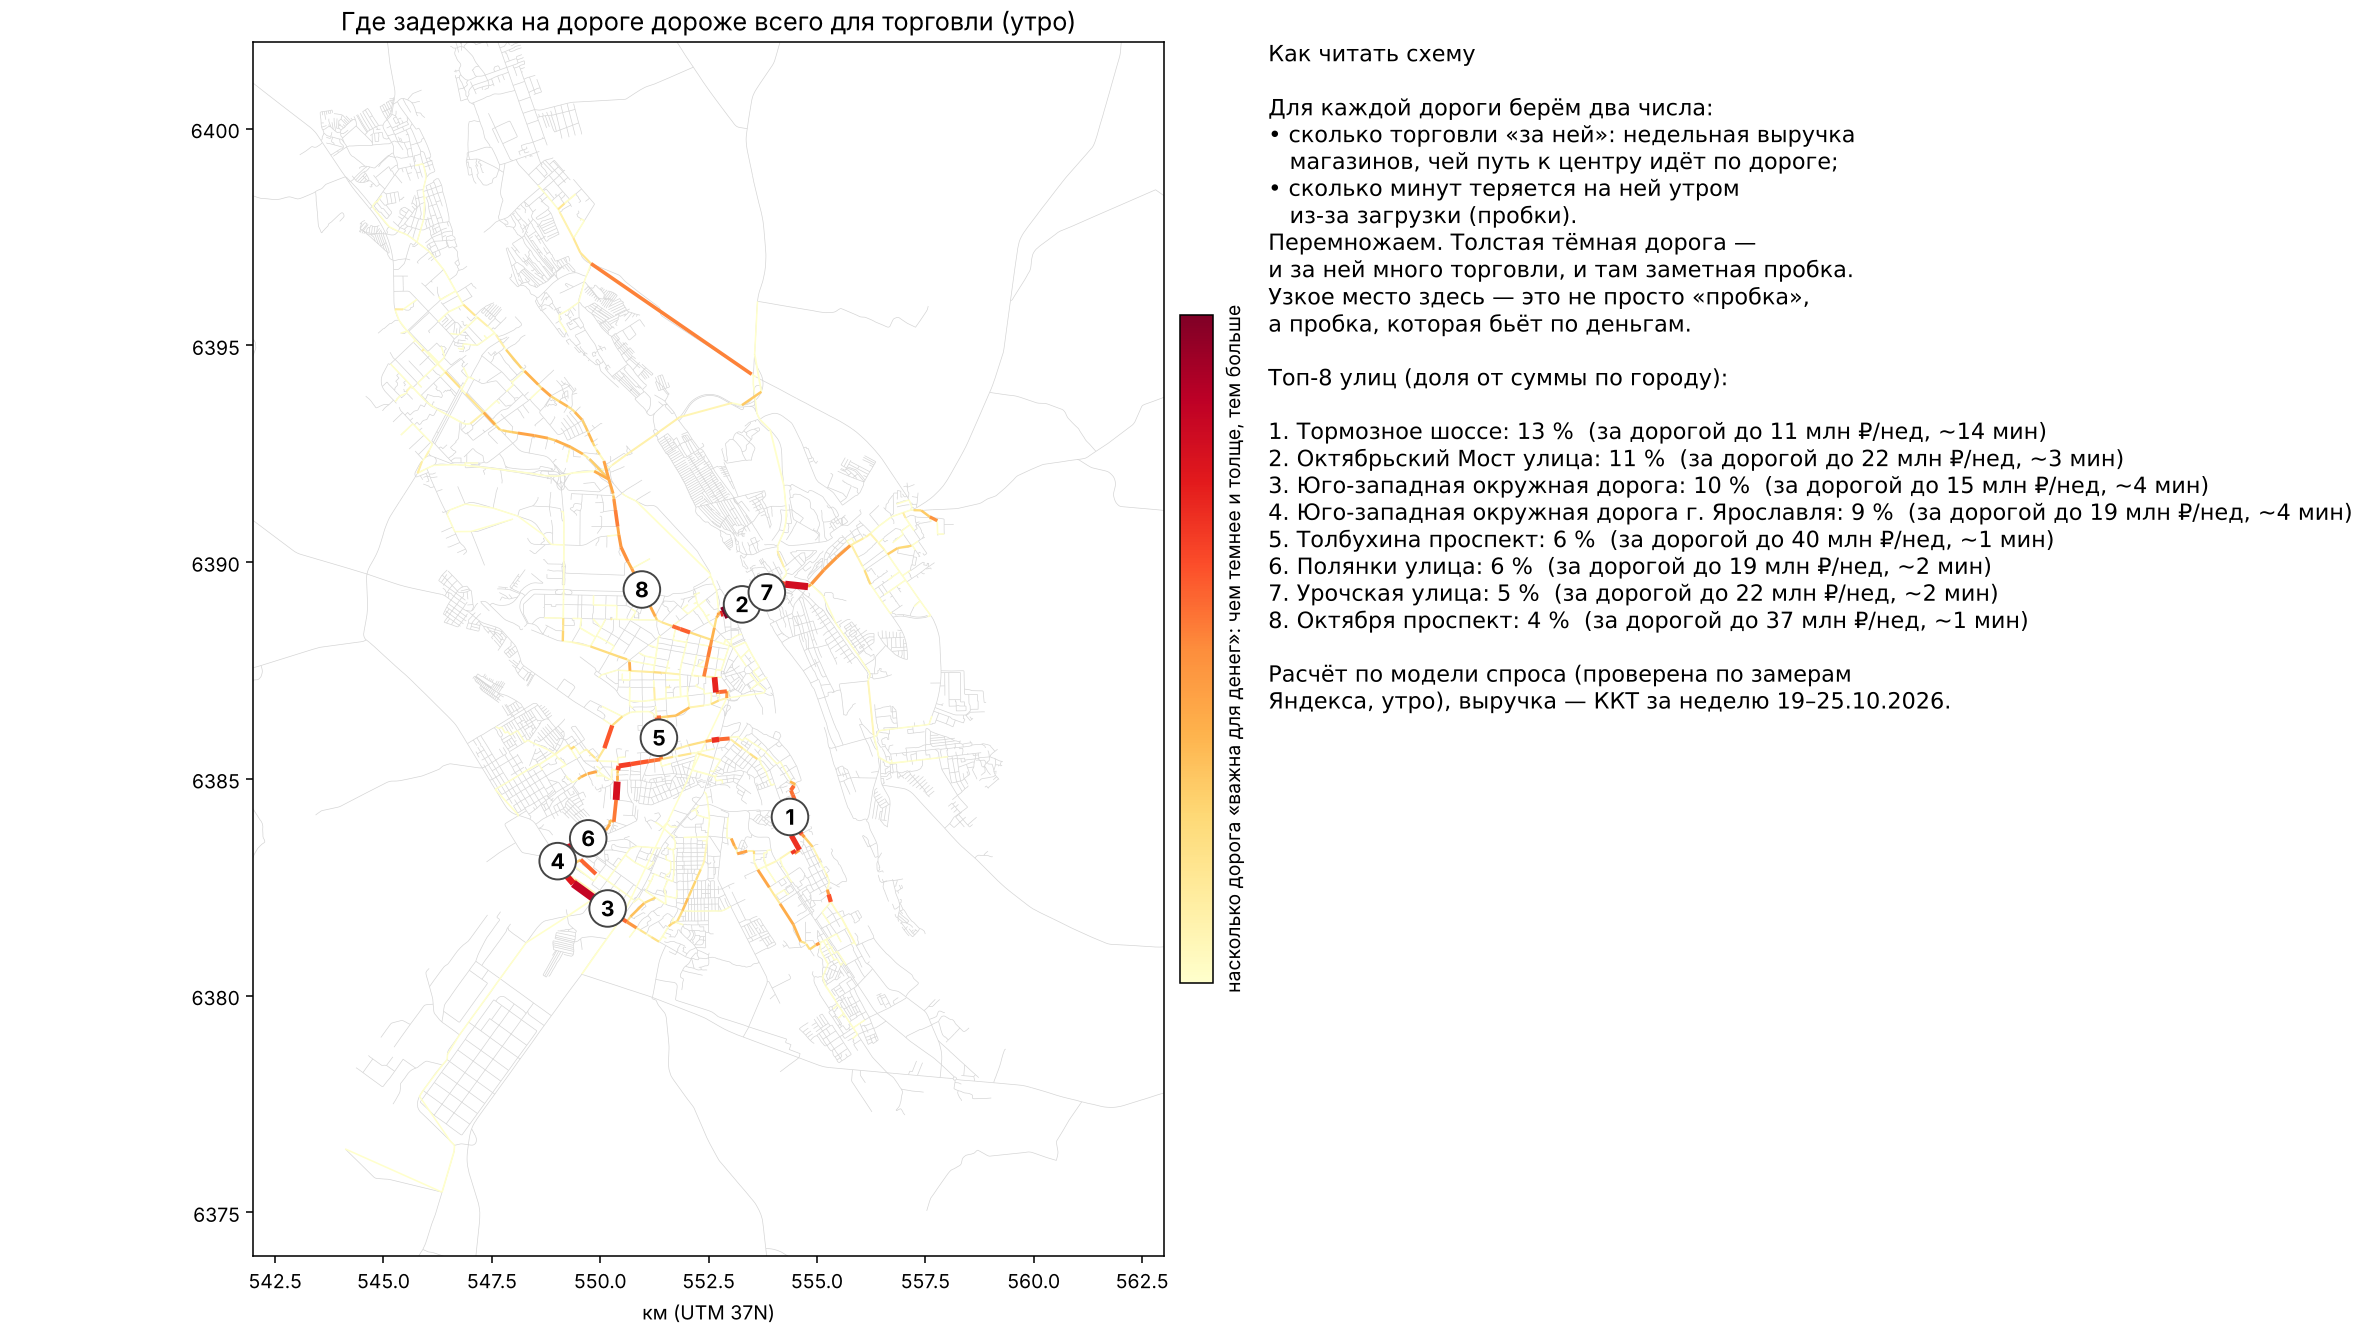 Где задержка на дороге дороже всего для торговли (утро)
6400
6395
6390
6385
6380
6375
542.5 545.0 547.5 550.0 552.5 555.0 557.5 560.0 562.5
км (UTM 37N)
8
2
7
5
1
6
4
3
насколько дорога «важна для денег»: чем темнее и толще, тем больше
Как читать схему
Для каждой дороги берём два числа:
• сколько торговли «за ней»: недельная выручка
магазинов, чей путь к центру идёт по дороге;
• сколько минут теряется на ней утром
из-за загрузки (пробки).
Перемножаем. Толстая тёмная дорога —
и за ней много торговли, и там заметная пробка.
Узкое место здесь — это не просто «пробка»,
а пробка, которая бьёт по деньгам.
Топ-8 улиц (доля от суммы по городу):
1. Тормозное шоссе: 13 % (за дорогой до 11 млн ₽/нед, ~14 мин)
2. Октябрьский Мост улица: 11 % (за дорогой до 22 млн ₽/нед, ~3 мин)
3. Юго-западная окружная дорога: 10 % (за дорогой до 15 млн ₽/нед, ~4 мин)
4. Юго-западная окружная дорога г. Ярославля: 9 % (за дорогой до 19 млн ₽/нед, ~4 мин)
5. Толбухина проспект: 6 % (за дорогой до 40 млн ₽/нед, ~1 мин)
6. Полянки улица: 6 % (за дорогой до 19 млн ₽/нед, ~2 мин)
7. Урочская улица: 5 % (за дорогой до 22 млн ₽/нед, ~2 мин)
8. Октября проспект: 4 % (за дорогой до 37 млн ₽/нед, ~1 мин)
Расчёт по модели спроса (проверена по замерам
Яндекса, утро), выручка — ККТ за неделю 19–25.10.2026.